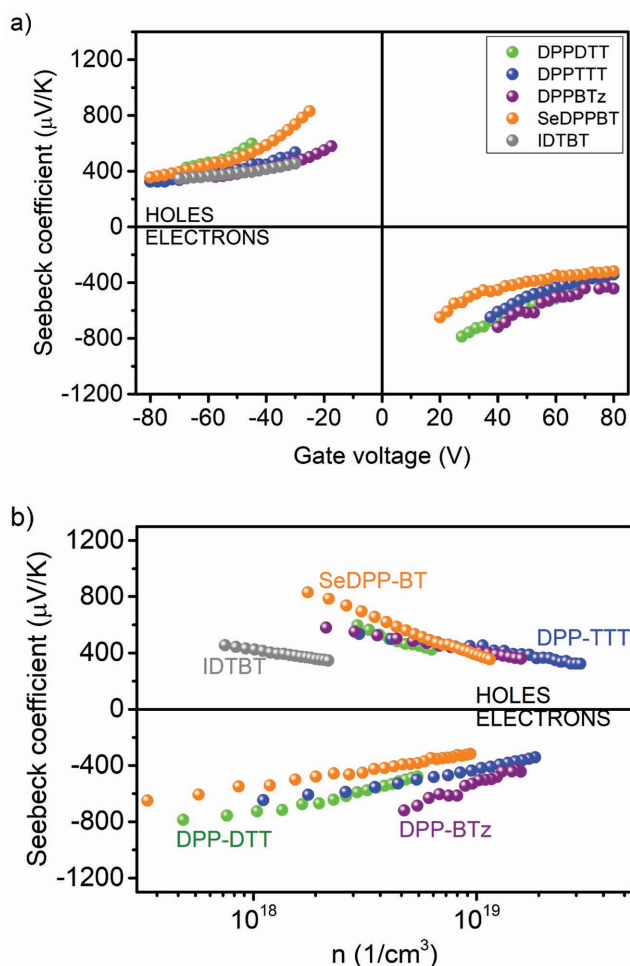 a)
1200
800
400
0
-400
-800
-1200
Seebeck coefficient (μV/K)
HOLES
ELECTRONS
DPPDTT
DPPTTT
DPPBTz
SeDPPBT
IDTBT
-80 -60 -40 -20 0 20 40 60 80
Gate voltage (V)
b)
1200
800
400
0
-400
-800
-1200
Seebeck coefficient (μV/K)
SeDPP-BT
DPP-TTT
IDTBT
HOLES
ELECTRONS
DPP-DTT
DPP-BTz
10¹⁸ 10¹⁹
n (1/cm³)